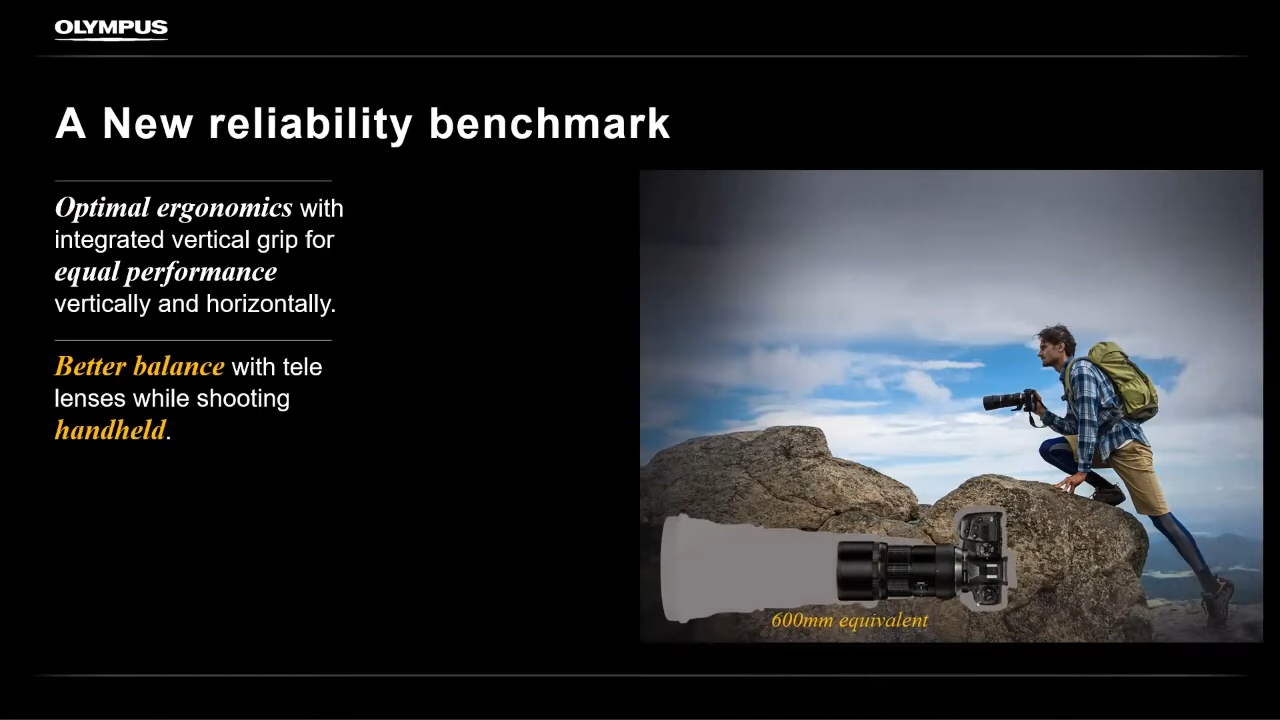 OLYMPUS
A New reliability benchmark
Optimal ergonomics with
integrated vertical grip for
equal performance
vertically and horizontally.
Better balance with tele
lenses while shooting
handheld.
600mm equivalent